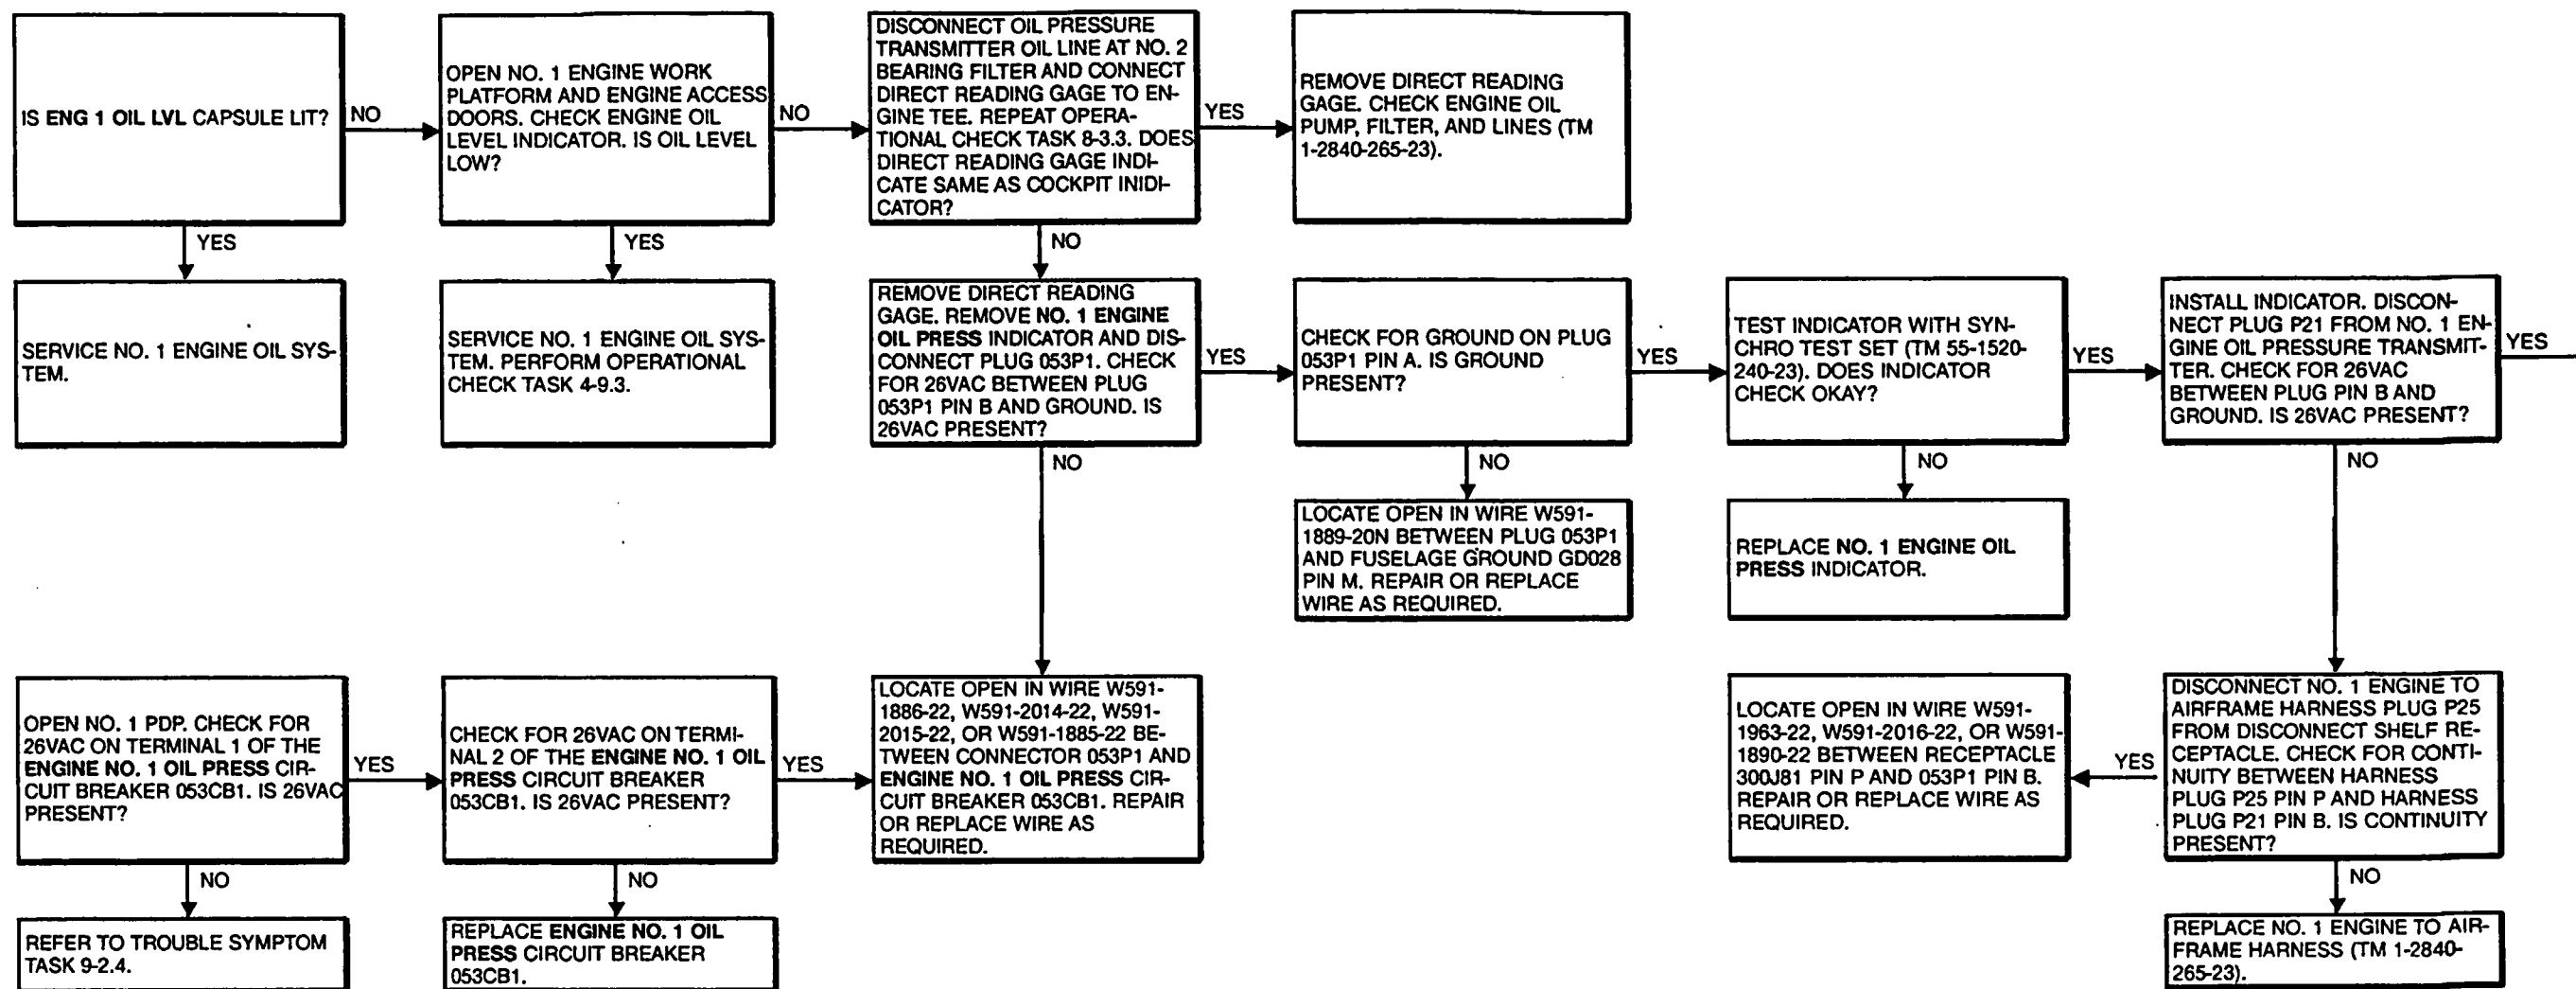 IS ENG 1 OIL LVL CAPSULE LIT?
NO
YES
OPEN NO. 1 ENGINE WORK
PLATFORM AND ENGINE ACCESS
DOORS. CHECK ENGINE OIL
LEVEL INDICATOR. IS OIL LEVEL
LOW?
NO
YES
DISCONNECT OIL PRESSURE
TRANSMITTER OIL LINE AT NO. 2
BEARING FILTER AND CONNECT
DIRECT READING GAGE TO EN-
GINE TEE. REPEAT OPERA-
TIONAL CHECK TASK 8-3.3. DOES
DIRECT READING GAGE INDI-
CATE SAME AS COCKPIT INIDI-
CATOR?
YES
NO
REMOVE DIRECT READING
GAGE. CHECK ENGINE OIL
PUMP, FILTER, AND LINES (TM
1-2840-265-23).
SERVICE NO. 1 ENGINE OIL SYS-
TEM.
SERVICE NO. 1 ENGINE OIL SYS-
TEM. PERFORM OPERATIONAL
CHECK TASK 4-9.3.
REMOVE DIRECT READING
GAGE. REMOVE NO. 1 ENGINE
OIL PRESS INDICATOR AND DIS-
CONNECT PLUG 053P1. CHECK
FOR 26VAC BETWEEN PLUG
053P1 PIN B AND GROUND. IS
26VAC PRESENT?
YES
NO
CHECK FOR GROUND ON PLUG
053P1 PIN A. IS GROUND
PRESENT?
YES
NO
TEST INDICATOR WITH SYN-
CHRO TEST SET (TM 55-1520-
240-23). DOES INDICATOR
CHECK OKAY?
YES
NO
INSTALL INDICATOR. DISCON-
NECT PLUG P21 FROM NO. 1 EN-
GINE OIL PRESSURE TRANSMIT-
TER. CHECK FOR 26VAC
BETWEEN PLUG PIN B AND
GROUND. IS 26VAC PRESENT?
YES
NO
LOCATE OPEN IN WIRE W591-
1889-20N BETWEEN PLUG 053P1
AND FUSELAGE GROUND GD028
PIN M. REPAIR OR REPLACE
WIRE AS REQUIRED.
REPLACE NO. 1 ENGINE OIL
PRESS INDICATOR.
OPEN NO. 1 PDP. CHECK FOR
26VAC ON TERMINAL 1 OF THE
ENGINE NO. 1 OIL PRESS CIR-
CUIT BREAKER 053CB1. IS 26VAC
PRESENT?
YES
NO
CHECK FOR 26VAC ON TERMI-
NAL 2 OF THE ENGINE NO. 1 OIL
PRESS CIRCUIT BREAKER
053CB1. IS 26VAC PRESENT?
YES
NO
LOCATE OPEN IN WIRE W591-
1886-22, W591-2014-22, W591-
2015-22, OR W591-1885-22 BE-
TWEEN CONNECTOR 053P1 AND
ENGINE NO. 1 OIL PRESS CIR-
CUIT BREAKER 053CB1. REPAIR
OR REPLACE WIRE AS
REQUIRED.
LOCATE OPEN IN WIRE W591-
1963-22, W591-2016-22, OR W591-
1890-22 BETWEEN RECEPTACLE
300J81 PIN P AND 053P1 PIN B.
REPAIR OR REPLACE WIRE AS
REQUIRED.
YES
DISCONNECT NO. 1 ENGINE TO
AIRFRAME HARNESS PLUG P25
FROM DISCONNECT SHELF RE-
CEPTACLE. CHECK FOR CONTI-
NUITY BETWEEN HARNESS
PLUG P25 PIN P AND HARNESS
PLUG P21 PIN B. IS CONTINUITY
PRESENT?
NO
REFER TO TROUBLE SYMPTOM
TASK 9-2.4.
REPLACE ENGINE NO. 1 OIL
PRESS CIRCUIT BREAKER
053CB1.
REPLACE NO. 1 ENGINE TO AIR-
FRAME HARNESS (TM 1-2840-
265-23).